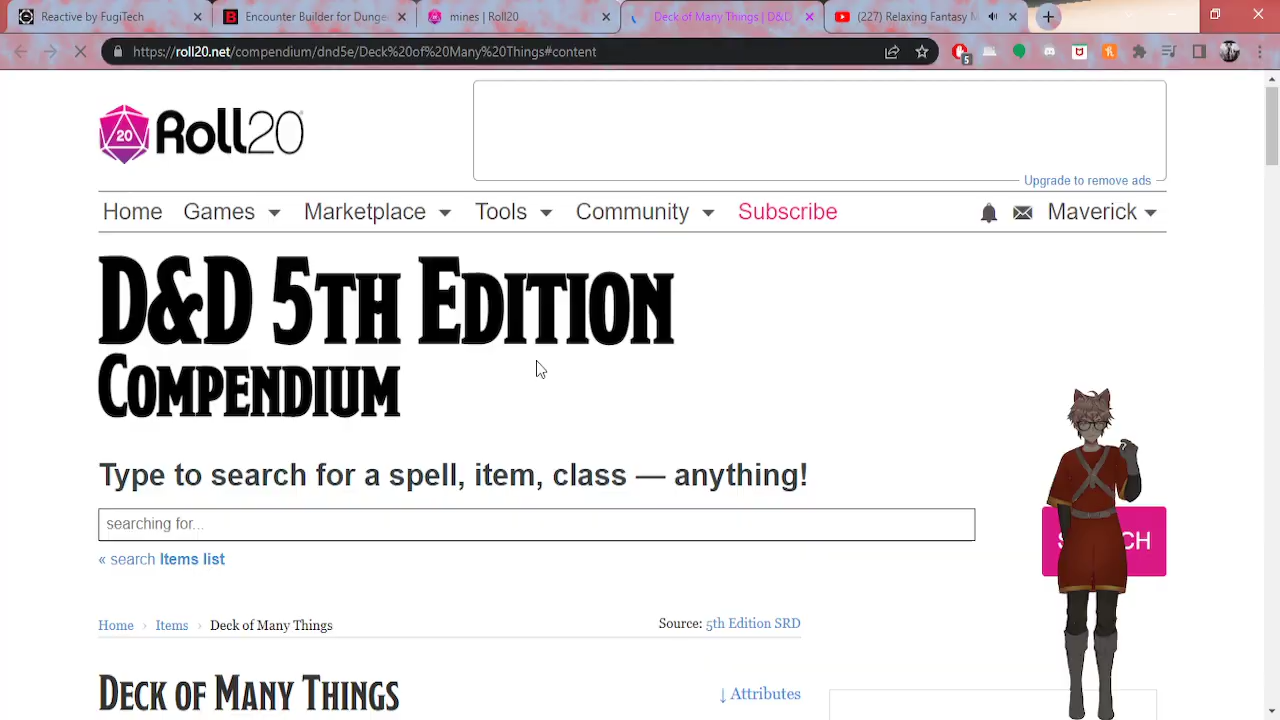 Reactive by FugiTech
Encounter Builder for Dunge
mines | Roll20
Deck of Many Things | D&D
(227) Relaxing Fantasy M
https://roll20.net/compendium/dnd5e/Deck%20of%20Many%20Things#content
5
20 Roll20
Upgrade to remove ads
Home Games Marketplace Tools Community Subscribe Maverick
D&D 5th Edition
Compendium
Type to search for a spell, item, class — anything!
searching for...
« search Items list
Home › Items › Deck of Many Things
Source: 5th Edition SRD
Deck of Many Things
↓ Attributes